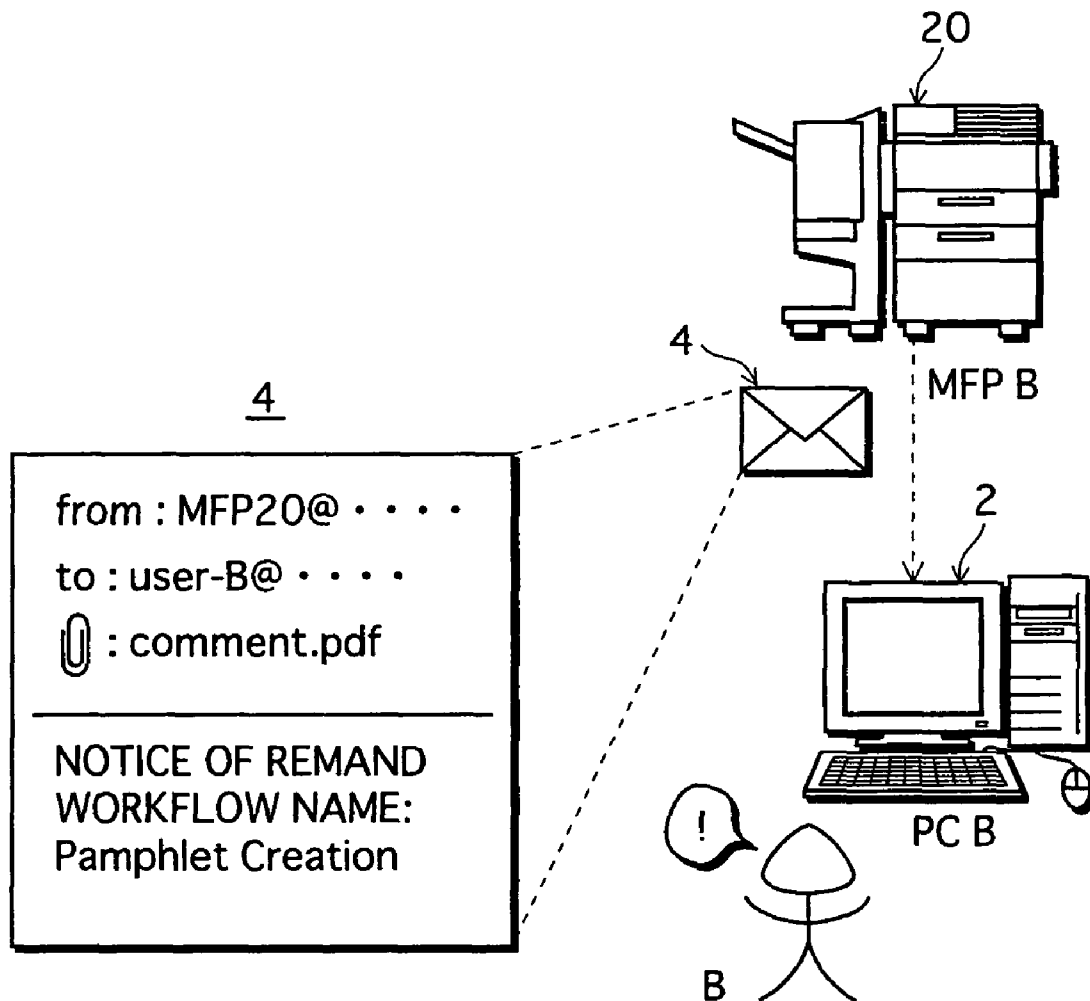 20
4
MFP B
4
from : MFP20@ · · · ·
to : user-B@ · · · ·
: comment.pdf
2
NOTICE OF REMAND
WORKFLOW NAME:
Pamphlet Creation
!
PC B
B